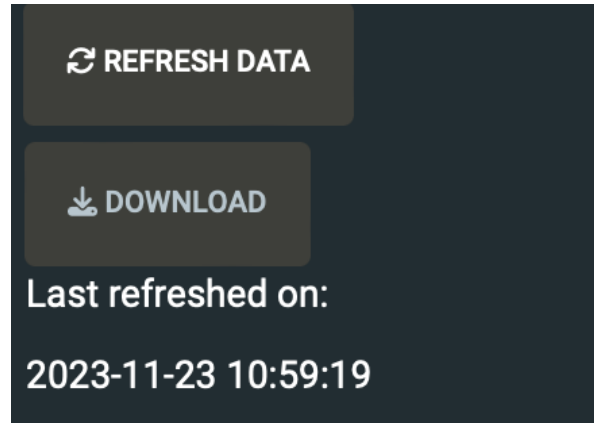 REFRESH DATA
DOWNLOAD
Last refreshed on:
2023-11-23 10:59:19